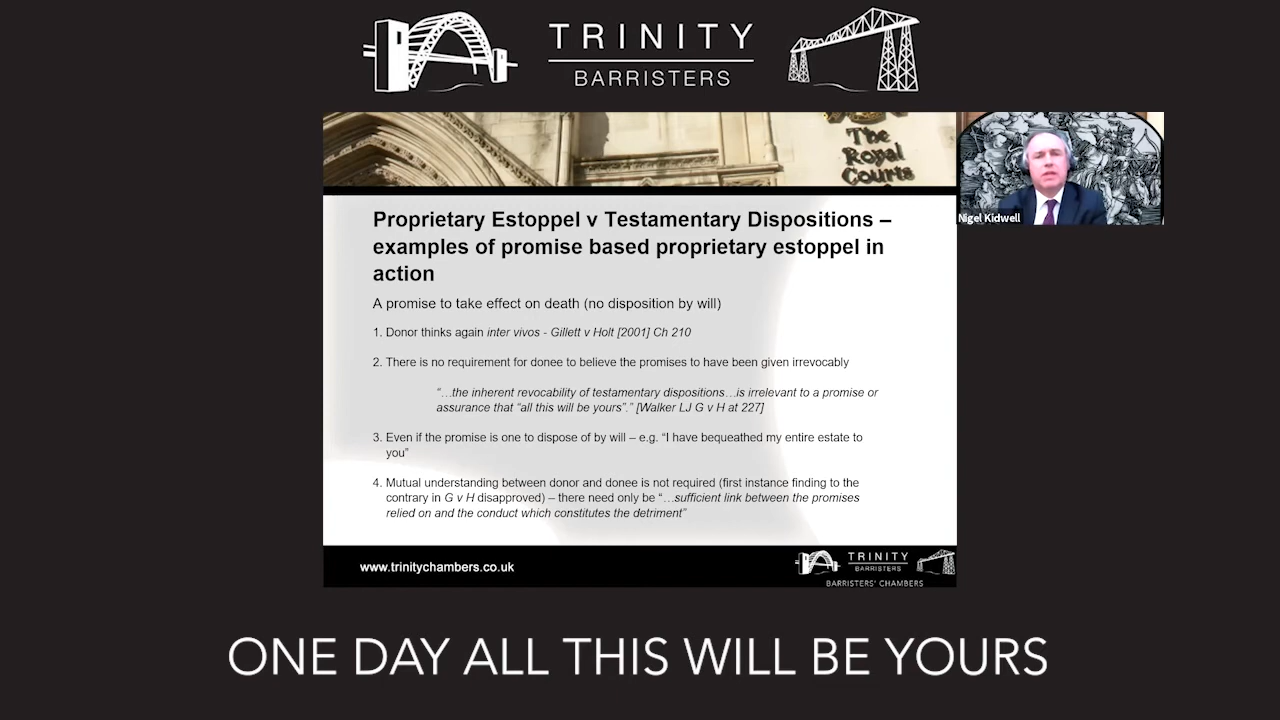 TRINITY
BARRISTERS
The
Royal
Courts
Nigel Kidwell
Proprietary Estoppel v Testamentary Dispositions –
examples of promise based proprietary estoppel in
action
A promise to take effect on death (no disposition by will)
1. Donor thinks again inter vivos - Gillett v Holt [2001] Ch 210
2. There is no requirement for donee to believe the promises to have been given irrevocably
“…the inherent revocability of testamentary dispositions…is irrelevant to a promise or
assurance that “all this will be yours”.” [Walker LJ G v H at 227]
3. Even if the promise is one to dispose of by will – e.g. “I have bequeathed my entire estate to
you”
4. Mutual understanding between donor and donee is not required (first instance finding to the
contrary in G v H disapproved) – there need only be “…sufficient link between the promises
relied on and the conduct which constitutes the detriment”
www.trinitychambers.co.uk
TRINITY
BARRISTERS
BARRISTERS' CHAMBERS
ONE DAY ALL THIS WILL BE YOURS